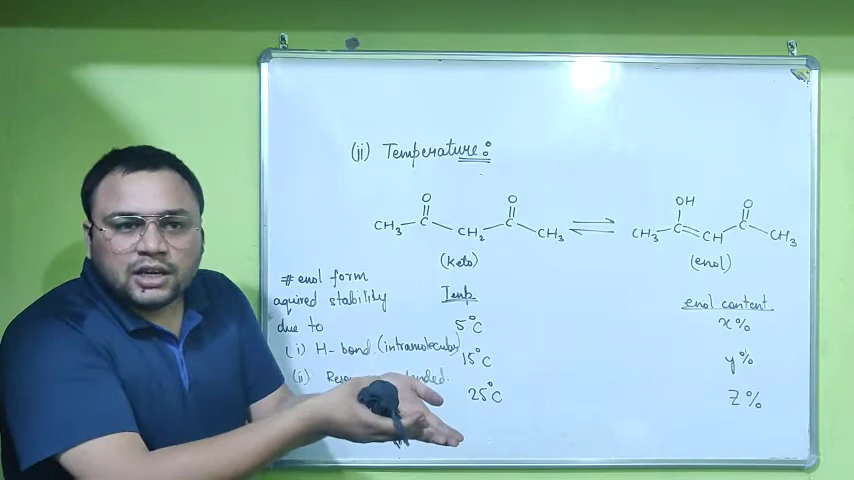 (ii) Temperature:
O O OH O
CH3 C CH2 C CH3 ⇌ CH3 C CH C CH3
(Keto) (enol)
# enol form
aquired stability
due to
(i) H-bond (intramolecular)
(ii)
Temp
5°C
15°C
25°C
enol content
x%
y%
Z%